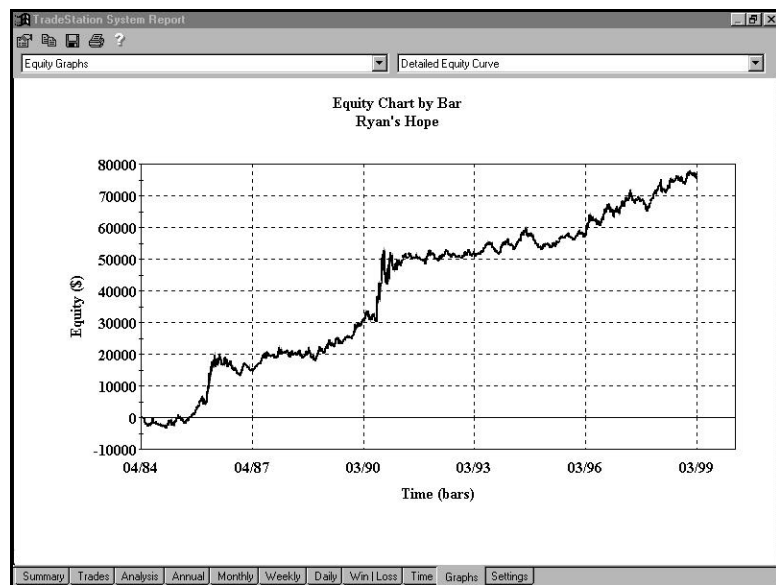 TradeStation System Report
?
Equity Graphs
Detailed Equity Curve
Equity Chart by Bar
Ryan's Hope
80000
70000
60000
50000
40000
30000
20000
10000
0
-10000
Equity ($)
04/84 04/87 03/90 03/93 03/96 03/99
Time (bars)
Summary Trades Analysis Annual Monthly Weekly Daily Win | Loss Time Graphs Settings